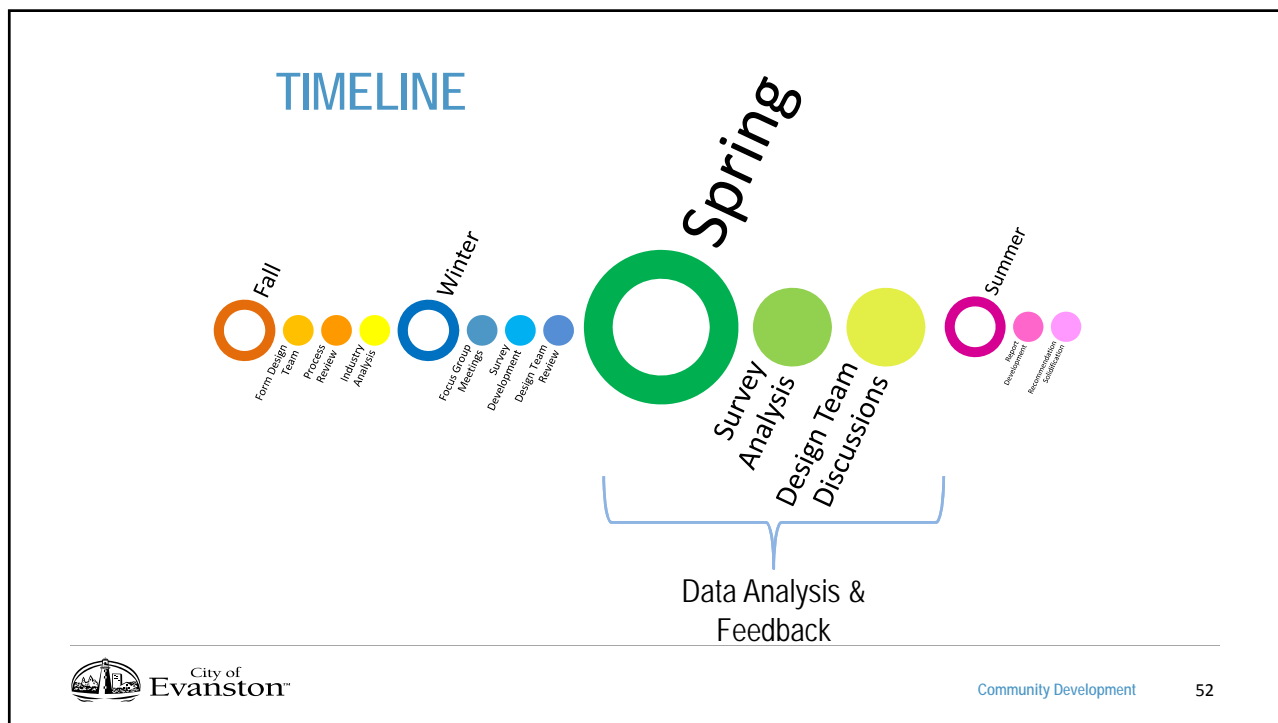 TIMELINE
Fall
Form Design
Team
Process
Review
Industry
Analysis
Winter
Focus Group
Meetings
Survey
Development
Design Team
Review
Spring
Survey
Analysis
Design Team
Discussions
Summer
Report
Development
Recommendation
Solidification
Data Analysis &
Feedback
City of
Evanston™
Community Development
52